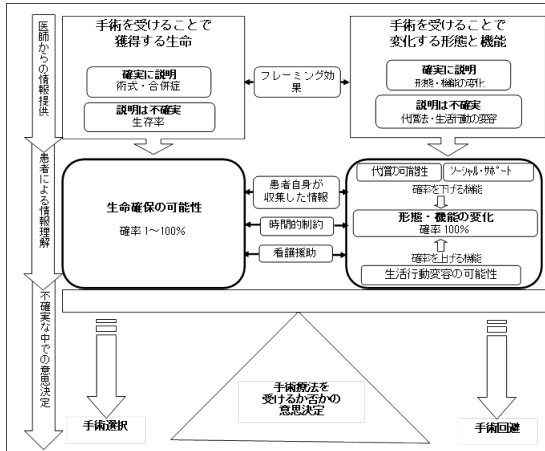 医師からの情報提供
患者による情報理解
不確実な中での意思決定
手術を受けることで
獲得する生命
確実に説明
術式・合併症
説明は不確実
生存率
フレーミング効
果
手術を受けることで
変化する形態と機能
確実に説明
形態・機能の変化
説明は不確実
代償法・生活行動の変容
生命確保の可能性
確率 1～100%
患者自身が
収集した情報
時間的制約
看護援助
代償の可能性
ソーシャル・サポート
確率を下げる機能
形態・機能の変化
確率 100%
確率を上げる機能
生活行動変容の可能性
手術選択
手術療法を
受けるか否かの
意思決定
手術回避